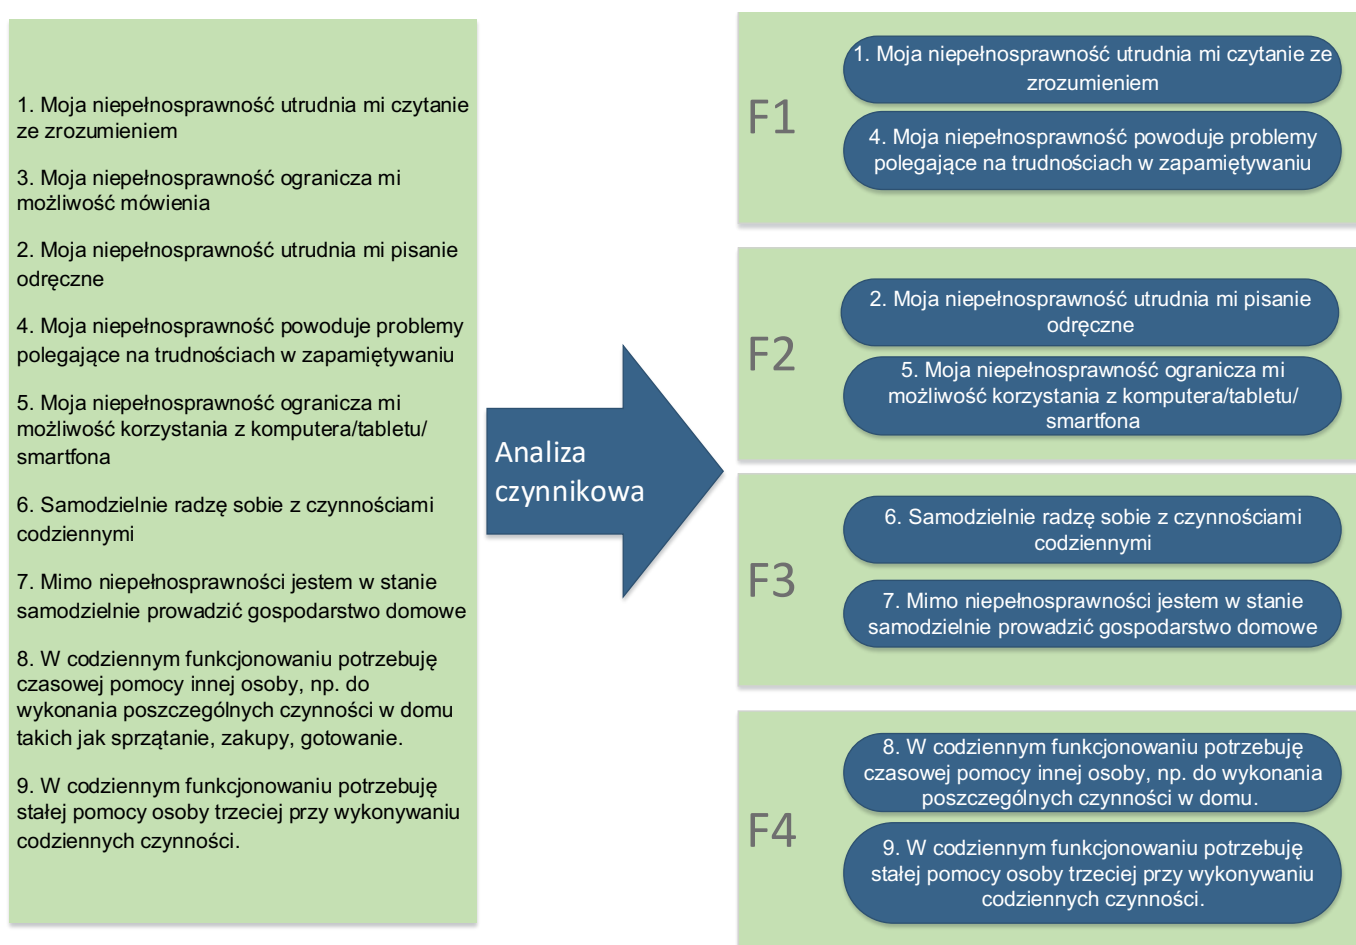 1. Moja niepełnosprawność utrudnia mi czytanie
ze zrozumieniem
3. Moja niepełnosprawność ogranicza mi
możliwość mówienia
2. Moja niepełnosprawność utrudnia mi pisanie
odręczne
4. Moja niepełnosprawność powoduje problemy
polegające na trudnościach w zapamiętywaniu
5. Moja niepełnosprawność ogranicza mi
możliwość korzystania z komputera/tabletu/
smartfona
6. Samodzielnie radzę sobie z czynnościami
codziennymi
7. Mimo niepełnosprawności jestem w stanie
samodzielnie prowadzić gospodarstwo domowe
8. W codziennym funkcjonowaniu potrzebuję
czasowej pomocy innej osoby, np. do
wykonania poszczególnych czynności w domu
takich jak sprzątanie, zakupy, gotowanie.
9. W codziennym funkcjonowaniu potrzebuję
stałej pomocy osoby trzeciej przy wykonywaniu
codziennych czynności.
Analiza
czynnikowa
F1
1. Moja niepełnosprawność utrudnia mi czytanie ze
zrozumieniem
4. Moja niepełnosprawność powoduje problemy
polegające na trudnościach w zapamiętywaniu
F2
2. Moja niepełnosprawność utrudnia mi pisanie
odręczne
5. Moja niepełnosprawność ogranicza mi
możliwość korzystania z komputera/tabletu/
smartfona
F3
6. Samodzielnie radzę sobie z czynnościami
codziennymi
7. Mimo niepełnosprawności jestem w stanie
samodzielnie prowadzić gospodarstwo domowe
F4
8. W codziennym funkcjonowaniu potrzebuję
czasowej pomocy innej osoby, np. do wykonania
poszczególnych czynności w domu.
9. W codziennym funkcjonowaniu potrzebuję
stałej pomocy osoby trzeciej przy wykonywaniu
codziennych czynności.